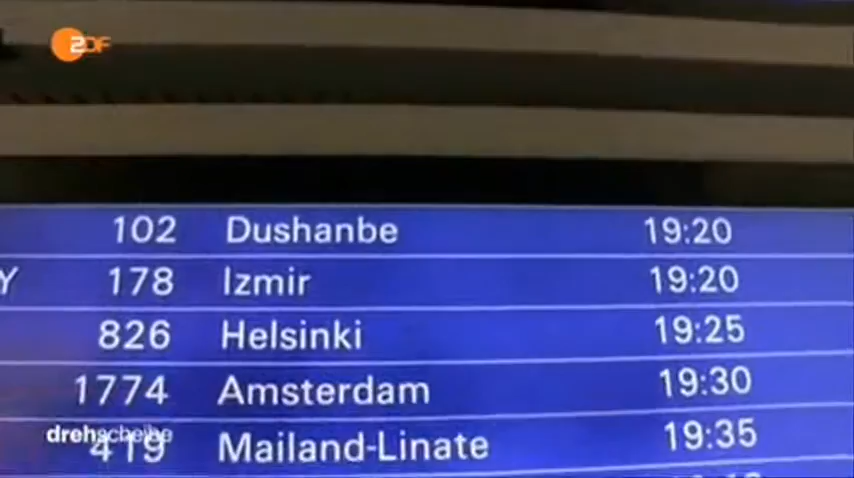 ZDF
102 Dushanbe 19:20
Y 178 Izmir 19:20
826 Helsinki 19:25
1774 Amsterdam 19:30
drehscheibe
419 Mailand-Linate 19:35